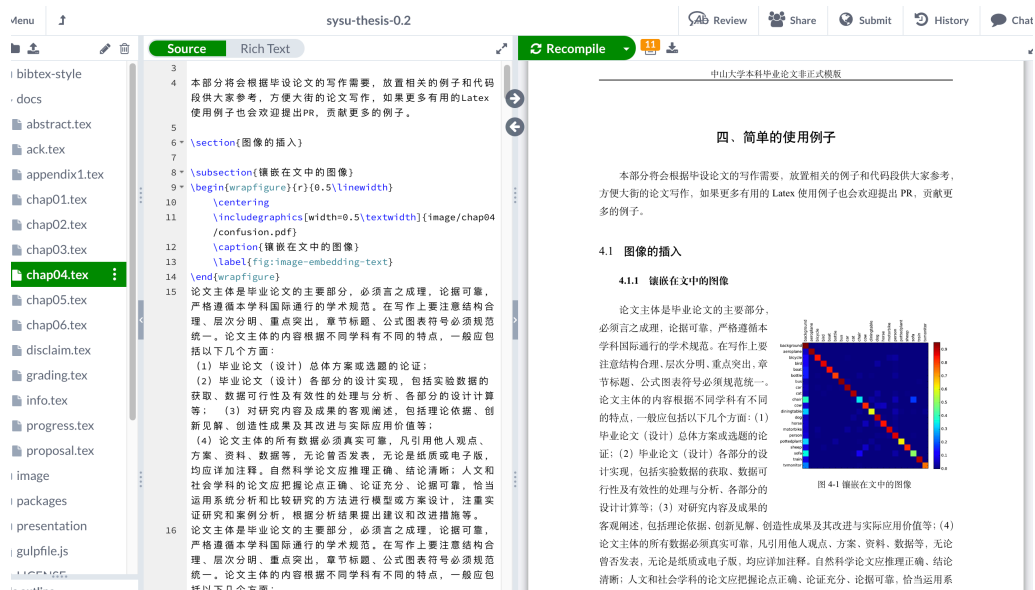 Menu
sysu-thesis-0.2
Review
Share
Submit
History
Chat
Source
Rich Text
Recompile
11
bibtex-style
docs
abstract.tex
ack.tex
appendix1.tex
chap01.tex
chap02.tex
chap03.tex
chap04.tex
chap05.tex
chap06.tex
disclaim.tex
grading.tex
info.tex
progress.tex
proposal.tex
image
packages
presentation
gulpfile.js
LICENSE
3
4 本部分将会根据毕设论文的写作需要，放置相关的例子和代码
段供大家参考，方便大街的论文写作，如果更多有用的Latex
使用例子也会欢迎提出PR，贡献更多的例子。
5
6 \section{图像的插入}
7
8 \subsection{镶嵌在文中的图像}
9 \begin{wrapfigure}{r}{0.5\linewidth}
10 \centering
11 \includegraphics[width=0.5\textwidth]{image/chap04
/confusion.pdf}
12 \caption{镶嵌在文中的图像}
13 \label{fig:image-embedding-text}
14 \end{wrapfigure}
15 论文主体是毕业论文的主要部分，必须言之成理，论据可靠，
严格遵循本学科国际通行的学术规范。在写作上要注意结构合
理、层次分明、重点突出，章节标题、公式图表符号必须规范
统一。论文主体的内容根据不同学科有不同的特点，一般应包
括以下几个方面：
（1）毕业论文（设计）总体方案或选题的论证；
（2）毕业论文（设计）各部分的设计实现，包括实验数据的
获取、数据可行性及有效性的处理与分析、各部分的设计计算
等； （3）对研究内容及成果的客观阐述，包括理论依据、创
新见解、创造性成果及其改进与实际应用价值等；
（4）论文主体的所有数据必须真实可靠，凡引用他人观点、
方案、资料、数据等，无论曾否发表，无论是纸质或电子版，
均应详加注释。自然科学论文应推理正确、结论清晰；人文和
社会学科的论文应把握论点正确、论证充分、论据可靠，恰当
运用系统分析和比较研究的方法进行模型或方案设计，注重实
证研究和案例分析，根据分析结果提出建议和改进措施等。
16 论文主体是毕业论文的主要部分，必须言之成理，论据可靠，
严格遵循本学科国际通行的学术规范。在写作上要注意结构合
理、层次分明、重点突出，章节标题、公式图表符号必须规范
统一。论文主体的内容根据不同学科有不同的特点，一般应包
括以下几个方面：
中山大学本科毕业论文非正式模版
四、简单的使用例子
本部分将会根据毕设论文的写作需要，放置相关的例子和代码段供大家参考，
方便大街的论文写作，如果更多有用的 Latex 使用例子也会欢迎提出 PR，贡献更
多的例子。
4.1 图像的插入
4.1.1 镶嵌在文中的图像
论文主体是毕业论文的主要部分，
必须言之成理，论据可靠，严格遵循本
学科国际通行的学术规范。在写作上要
注意结构合理、层次分明、重点突出，章
节标题、公式图表符号必须规范统一。
论文主体的内容根据不同学科有不同
的特点，一般应包括以下几个方面：（1）
毕业论文（设计）总体方案或选题的论
证；（2）毕业论文（设计）各部分的设
计实现，包括实验数据的获取、数据可
行性及有效性的处理与分析、各部分的
设计计算等；（3）对研究内容及成果的
background
aeroplane
bicycle
bird
boat
bottle
bus
car
cat
chair
cow
diningtable
dog
horse
motorbike
person
pottedplant
sheep
sofa
train
tvmonitor
0.9
0.8
0.7
0.6
0.5
0.4
0.3
0.2
0.1
0.0
图 4-1 镶嵌在文中的图像
客观阐述，包括理论依据、创新见解、创造性成果及其改进与实际应用价值等；（4）
论文主体的所有数据必须真实可靠，凡引用他人观点、方案、资料、数据等，无论
曾否发表，无论是纸质或电子版，均应详加注释。自然科学论文应推理正确、结论
清晰；人文和社会学科的论文应把握论点正确、论证充分、论据可靠，恰当运用系